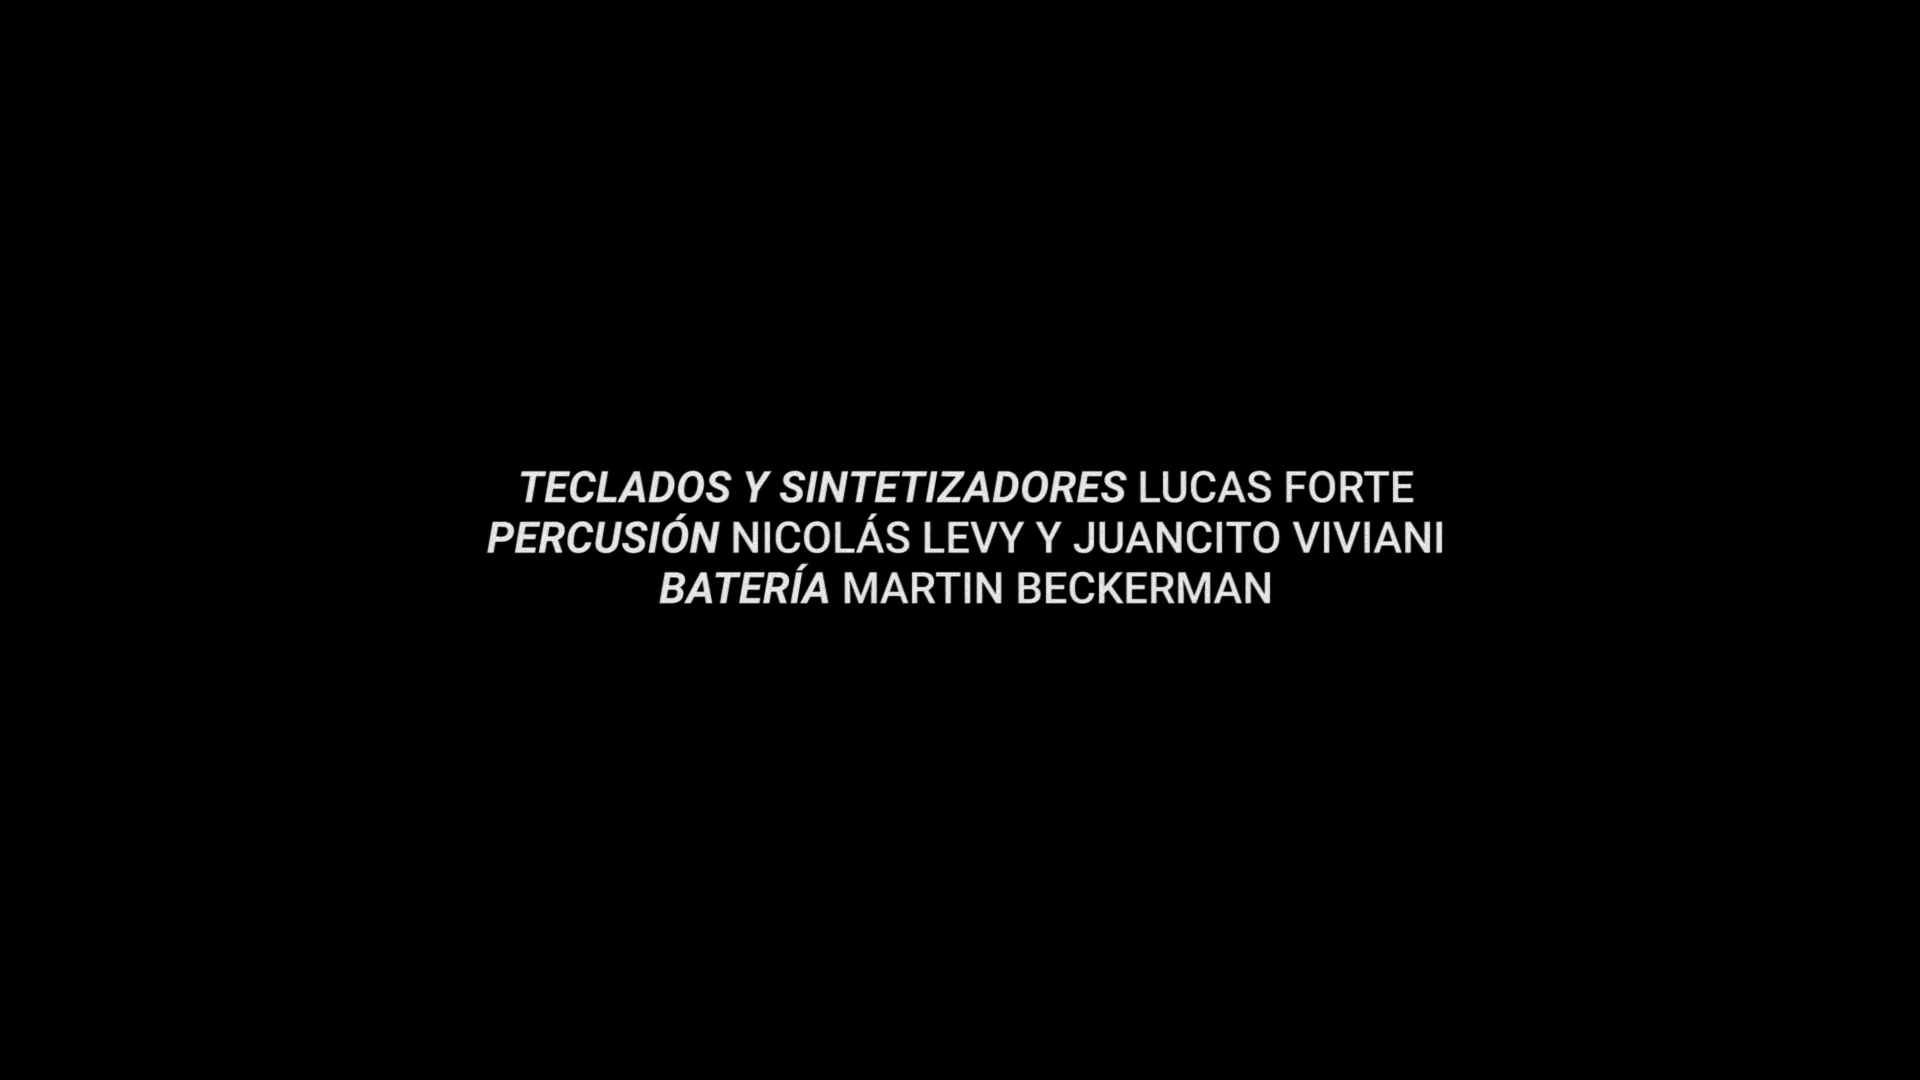 TECLADOS Y SINTETIZADORES LUCAS FORTE
PERCUSIÓN NICOLÁS LEVY Y JUANCITO VIVIANI
BATERÍA MARTIN BECKERMAN